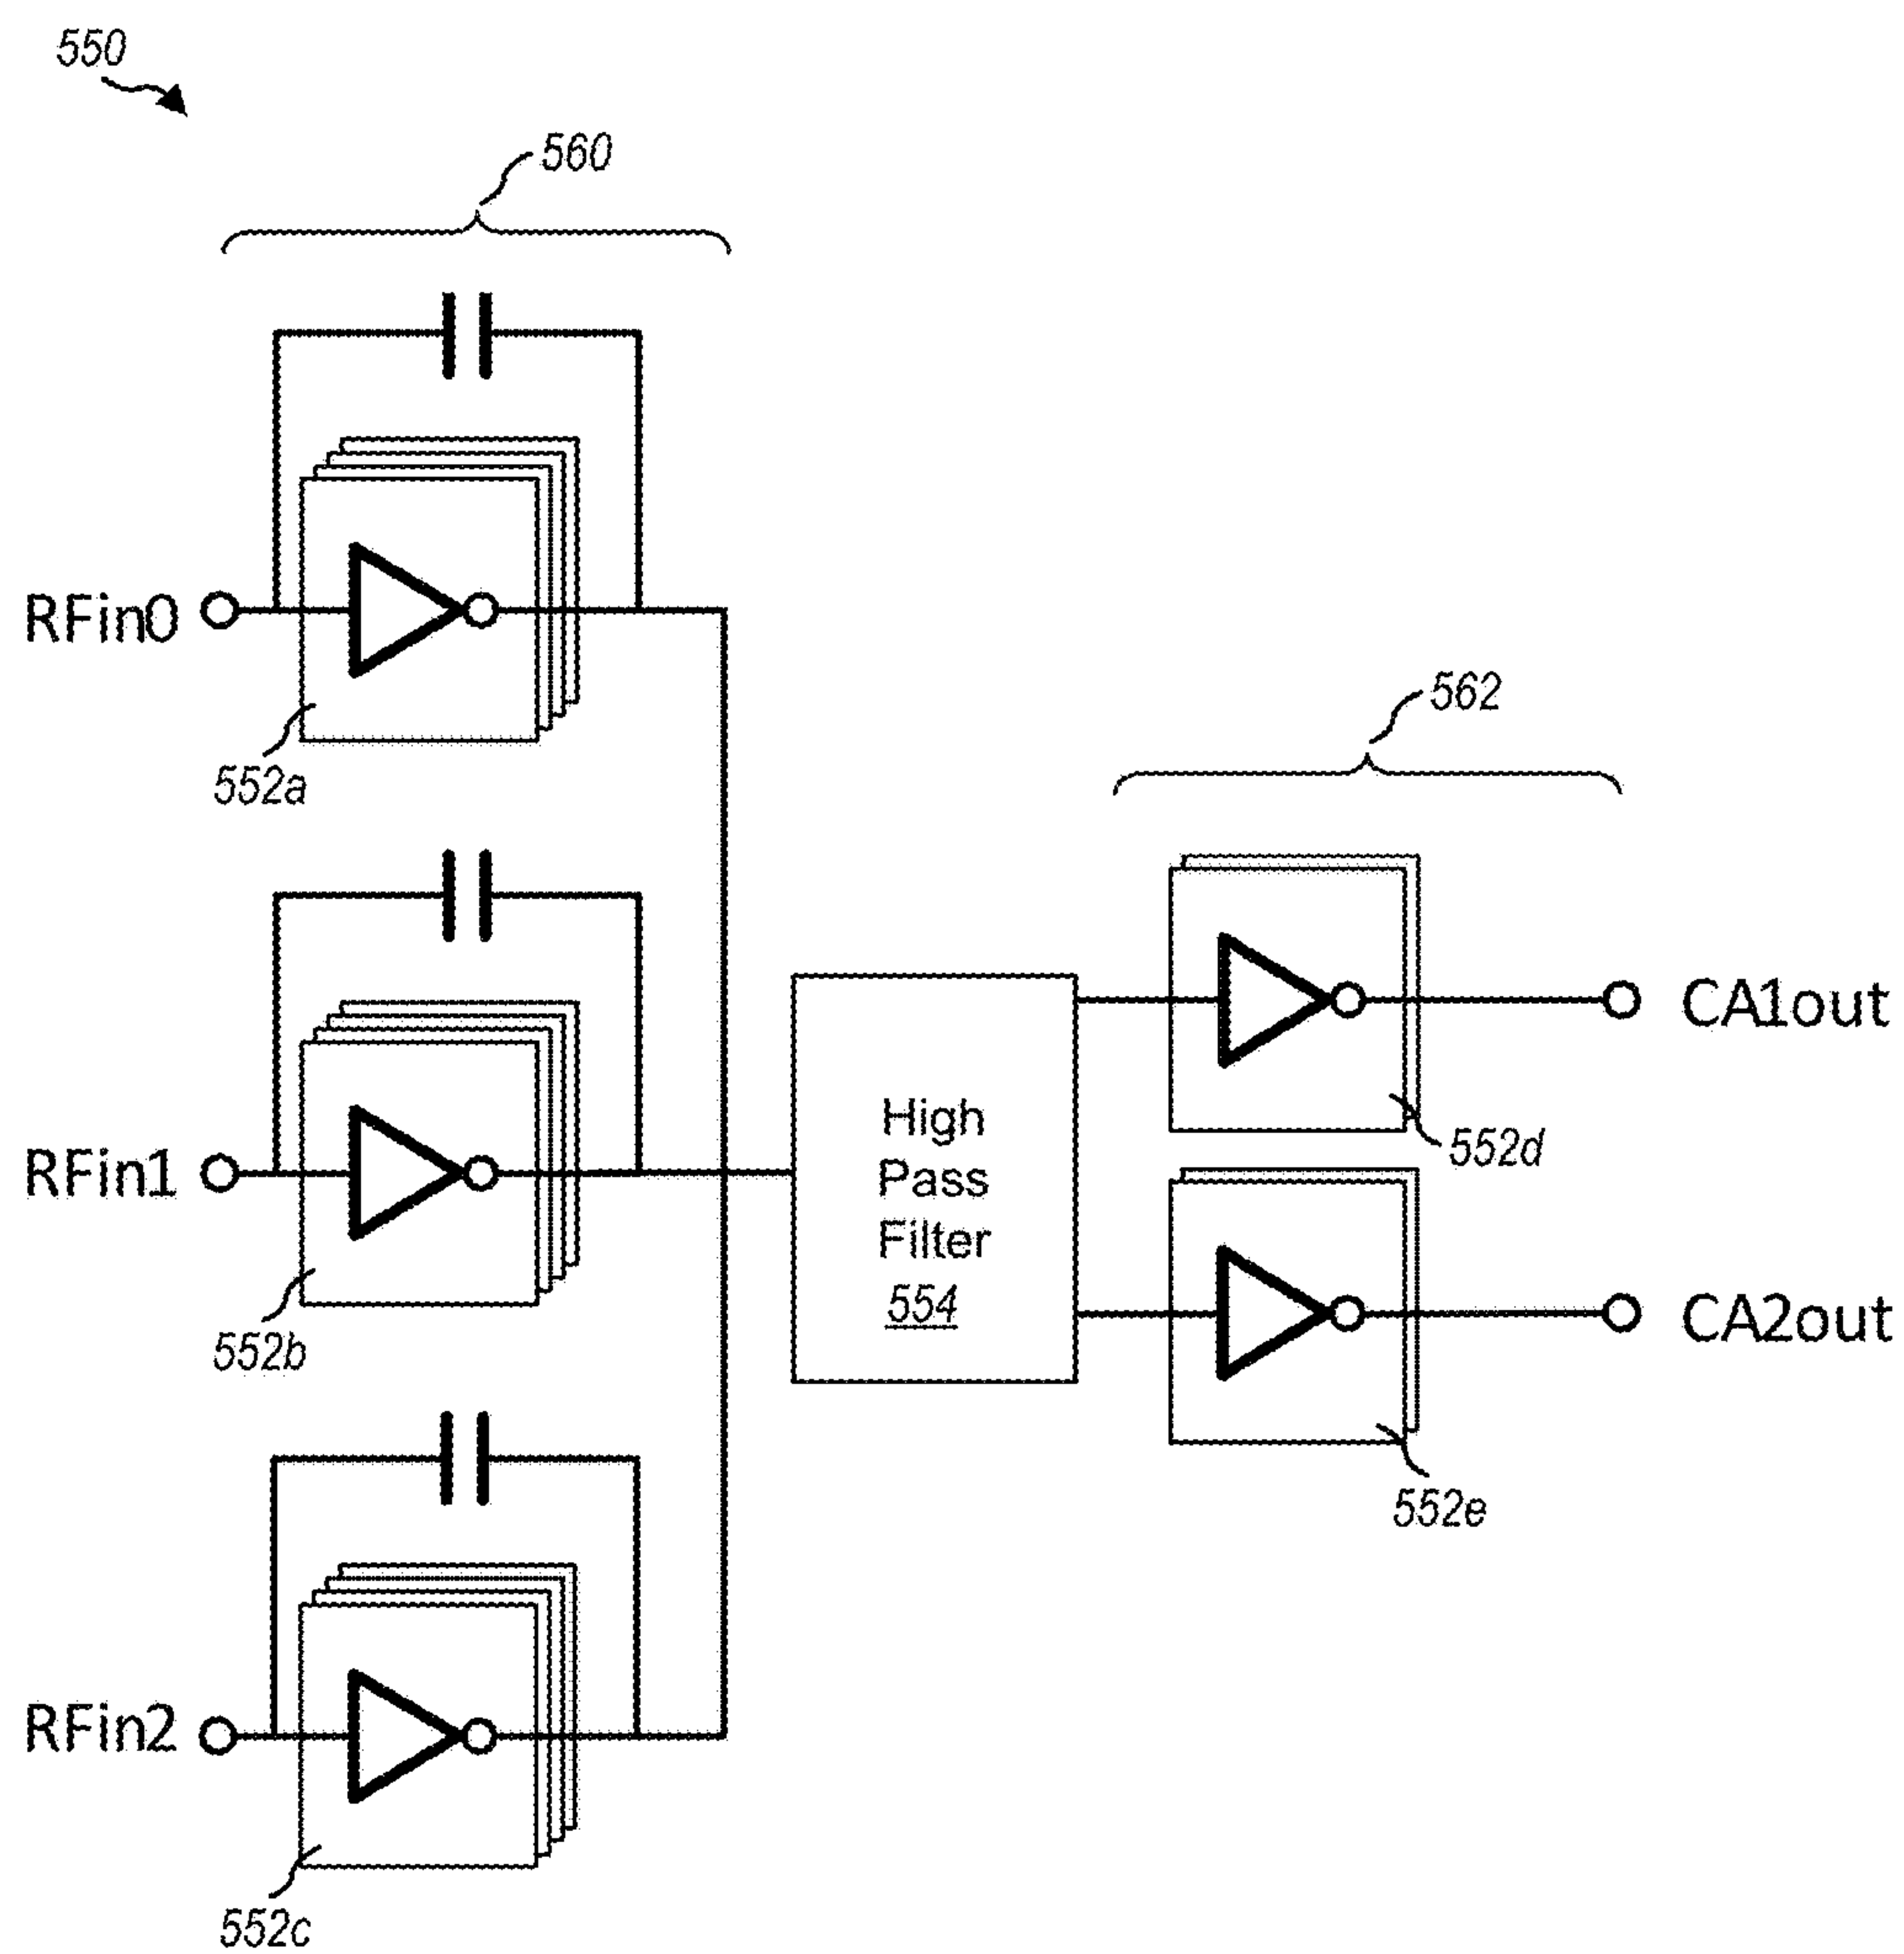 550
560
RFin0
552a
562
CA1out
552d
RFin1
High
Pass
Filter
554
552b
CA2out
552e
RFin2
552c